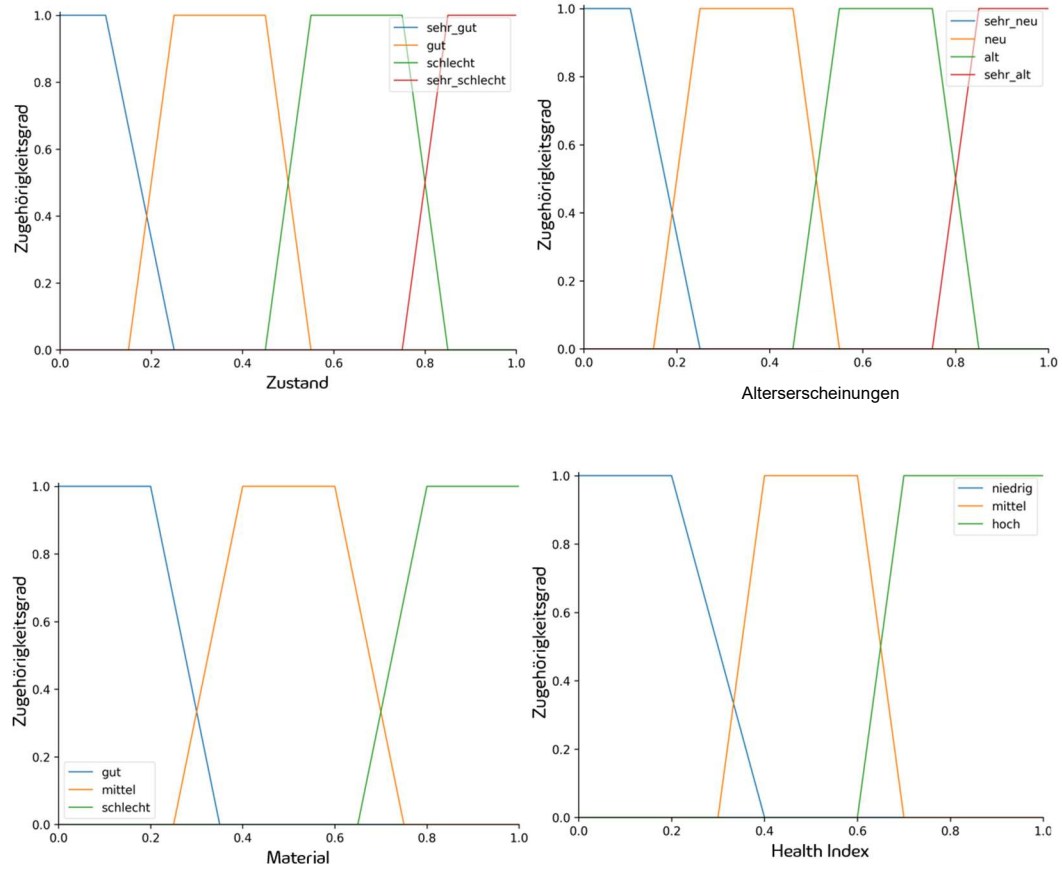 1.0
0.8
0.6
0.4
0.2
0.0
0.0 0.2 0.4 0.6 0.8 1.0
Zugehörigkeitsgrad
Zustand
sehr_gut
gut
schlecht
sehr_schlecht
1.0
0.8
0.6
0.4
0.2
0.0
0.0 0.2 0.4 0.6 0.8 1.0
Zugehörigkeitsgrad
Alterserscheinungen
sehr_neu
neu
alt
sehr_alt
1.0
0.8
0.6
0.4
0.2
0.0
0.0 0.2 0.4 0.6 0.8 1.0
Zugehörigkeitsgrad
Material
gut
mittel
schlecht
1.0
0.8
0.6
0.4
0.2
0.0
0.0 0.2 0.4 0.6 0.8 1.0
Zugehörigkeitsgrad
Health Index
niedrig
mittel
hoch